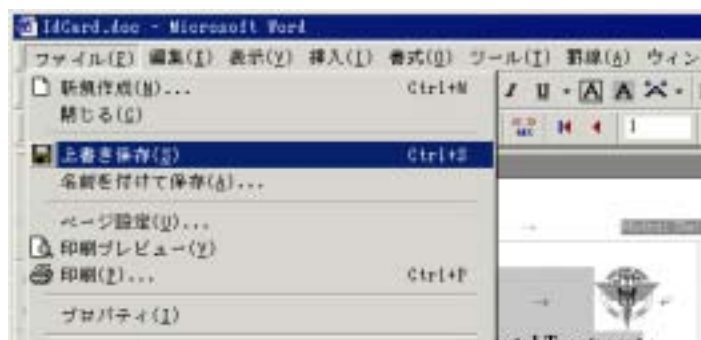 IdCard.doc - Microsoft Word
ファイル(F) 編集(E) 表示(V) 挿入(I) 書式(O) ツール(T) 罫線(A) ウィン
新規作成(N)... Ctrl+N
閉じる(C)
1
上書き保存(S) Ctrl+S
名前を付けて保存(A)...
ページ設定(U)...
印刷プレビュー(V)
印刷(P)... Ctrl+P
プロパティ(I)